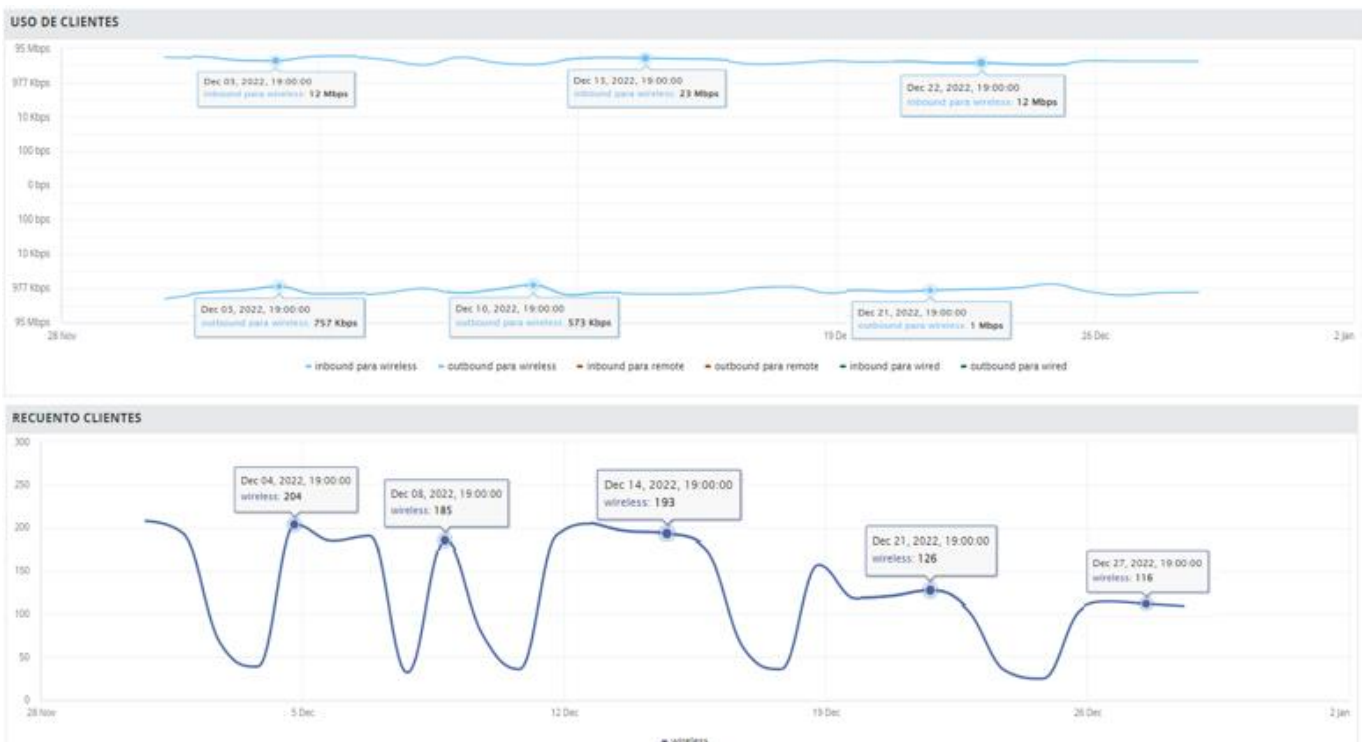 USO DE CLIENTES
95 Mbps
977 Kbps
10 Kbps
100 bps
0 bps
100 bps
10 Kbps
977 Kbps
95 Mbps
Dec 03, 2022, 19:00:00
inbound para wireless: 12 Mbps
Dec 13, 2022, 19:00:00
inbound para wireless: 23 Mbps
Dec 22, 2022, 19:00:00
inbound para wireless: 12 Mbps
Dec 03, 2022, 19:00:00
outbound para wireless: 757 Kbps
Dec 10, 2022, 19:00:00
outbound para wireless: 573 Kbps
Dec 21, 2022, 19:00:00
outbound para wireless: 1 Mbps
28 Nov 19 De 26 Dec 2 Jan
inbound para wireless outbound para wireless inbound para remote outbound para remote inbound para wired outbound para wired
RECUENTO CLIENTES
300
250
200
150
100
50
0
Dec 04, 2022, 19:00:00
wireless: 204
Dec 08, 2022, 19:00:00
wireless: 185
Dec 14, 2022, 19:00:00
wireless: 193
Dec 21, 2022, 19:00:00
wireless: 126
Dec 27, 2022, 19:00:00
wireless: 116
28 Nov 5 Dec 12 Dec 19 Dec 26 Dec 2 Jan
wireless